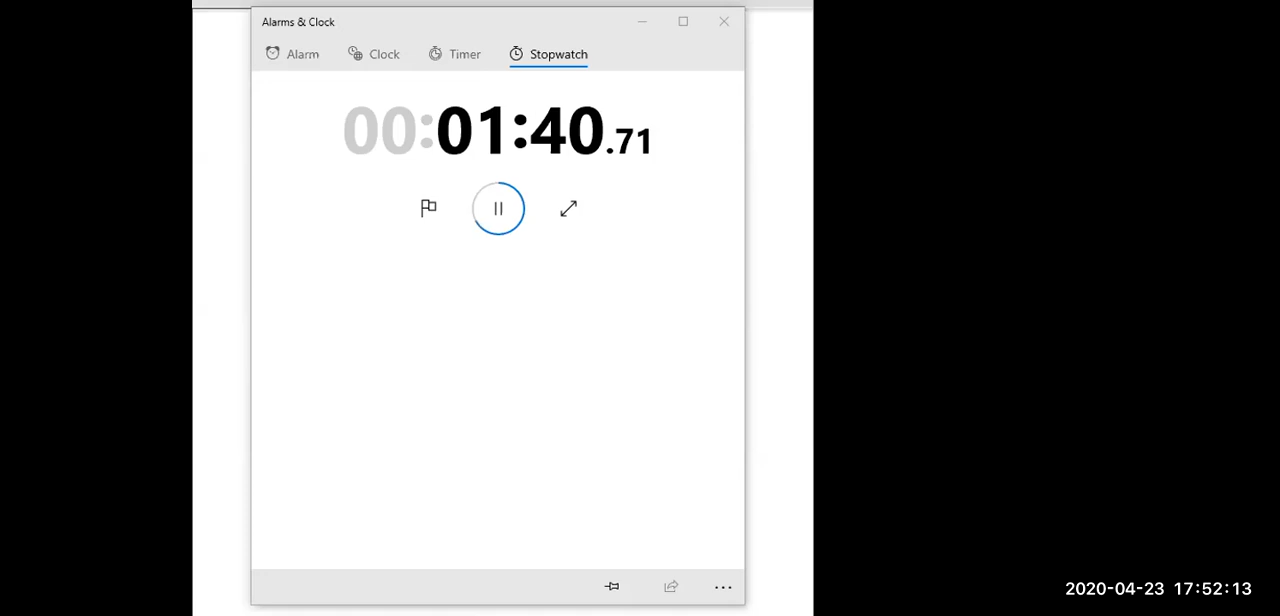 Alarms & Clock
Alarm Clock Timer Stopwatch
00:01:40.71
2020-04-23 17:52:13